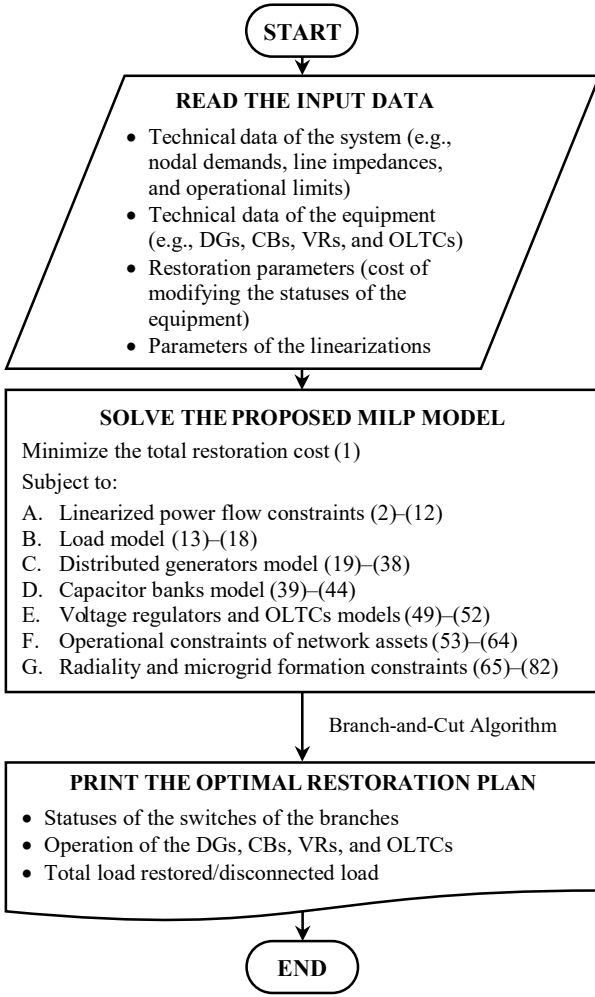 START
READ THE INPUT DATA
• Technical data of the system (e.g.,
nodal demands, line impedances,
and operational limits)
• Technical data of the equipment
(e.g., DGs, CBs, VRs, and OLTCs)
• Restoration parameters (cost of
modifying the statuses of the
equipment)
• Parameters of the linearizations
SOLVE THE PROPOSED MILP MODEL
Minimize the total restoration cost (1)
Subject to:
A. Linearized power flow constraints (2)–(12)
B. Load model (13)–(18)
C. Distributed generators model (19)–(38)
D. Capacitor banks model (39)–(44)
E. Voltage regulators and OLTCs models (49)–(52)
F. Operational constraints of network assets (53)–(64)
G. Radiality and microgrid formation constraints (65)–(82)
Branch-and-Cut Algorithm
PRINT THE OPTIMAL RESTORATION PLAN
• Statuses of the switches of the branches
• Operation of the DGs, CBs, VRs, and OLTCs
• Total load restored/disconnected load
END